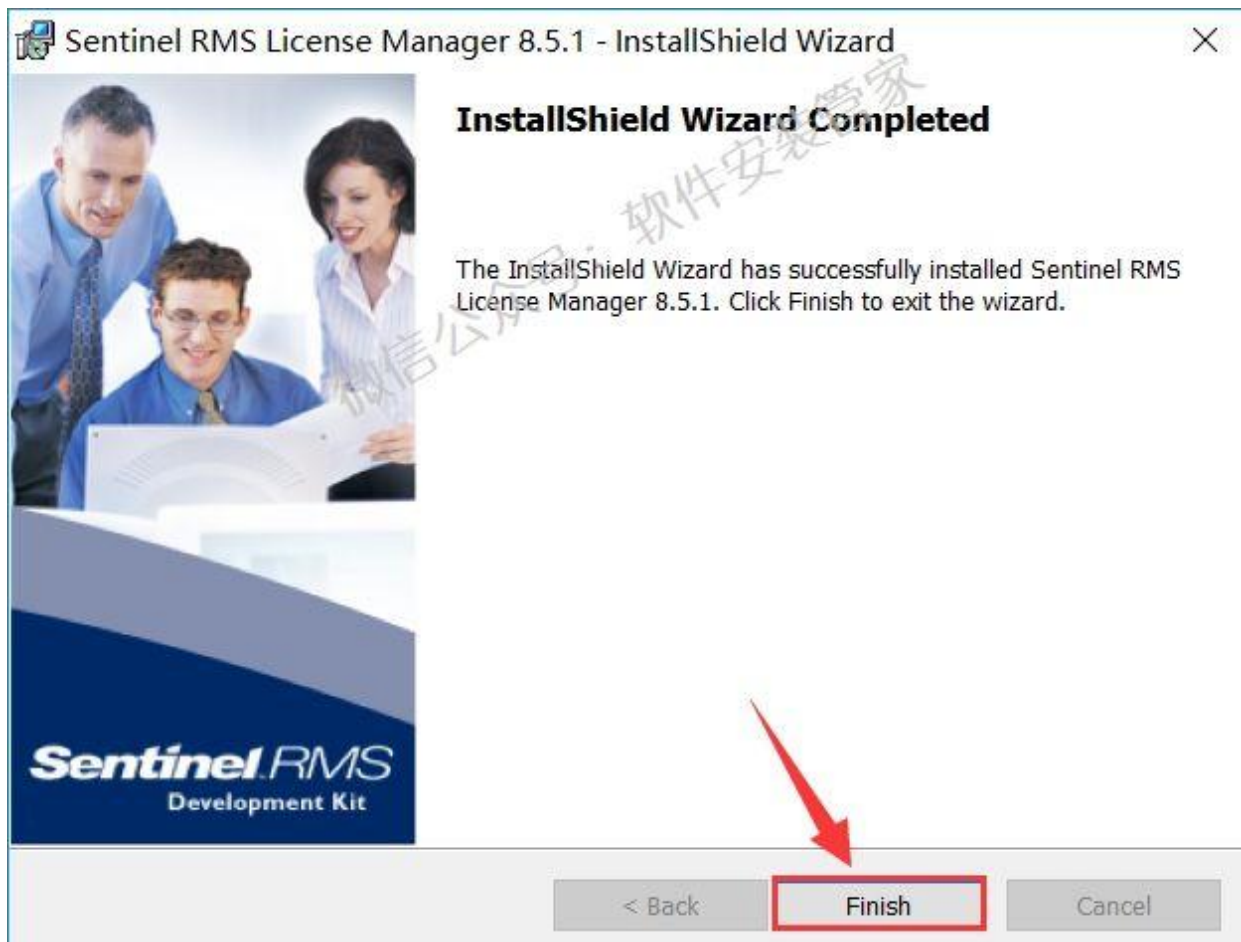 Sentinel RMS License Manager 8.5.1 - InstallShield Wizard
InstallShield Wizard Completed
The InstallShield Wizard has successfully installed Sentinel RMS
License Manager 8.5.1. Click Finish to exit the wizard.
微信公众号：软件安装管家
Sentinel.RMS
Development Kit
< Back
Finish
Cancel